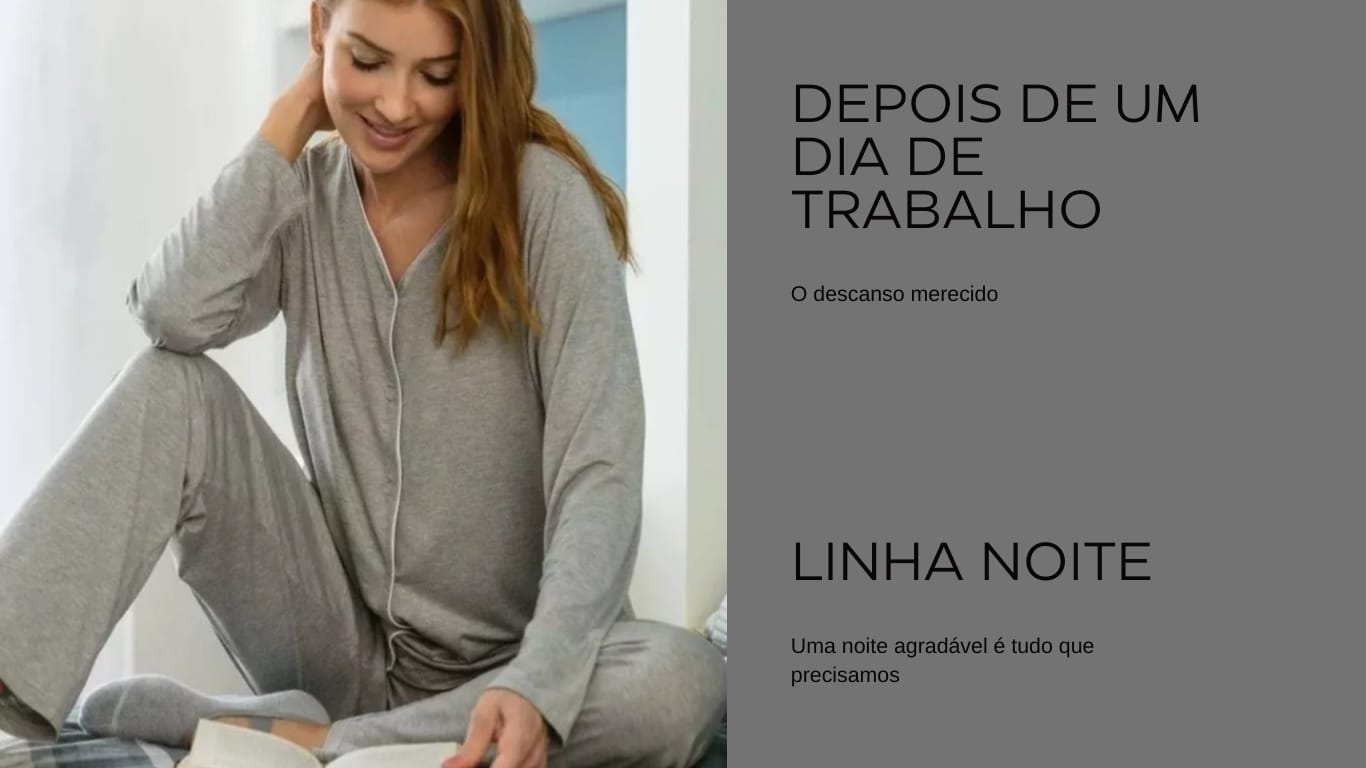 DEPOIS DE UM
DIA DE
TRABALHO
O descanso merecido
LINHA NOITE
Uma noite agradável é tudo que
precisamos